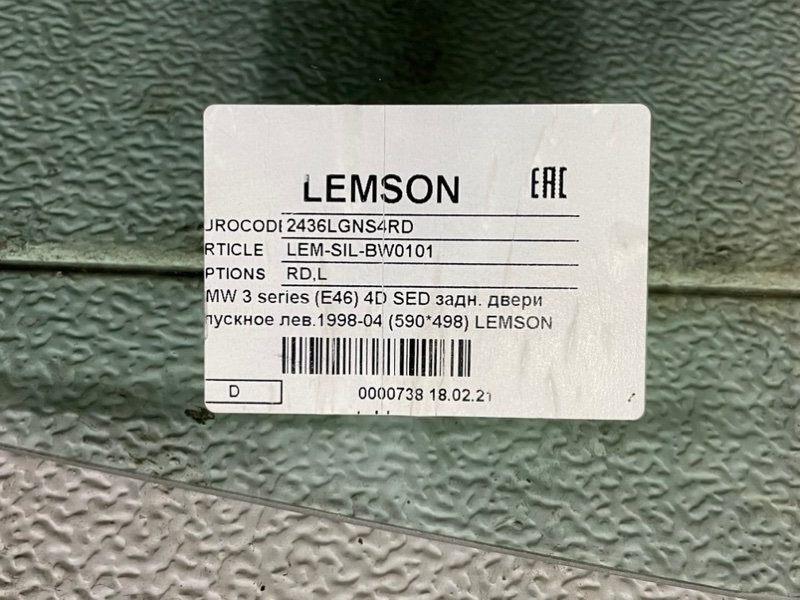 LEMSON EAC
UROCODE 2436LGNS4RD
RTICLE LEM-SIL-BW0101
PTIONS RD,L
MW 3 series (E46) 4D SED задн. двери
пускное лев.1998-04 (590*498) LEMSON
D 0000738 18.02.21